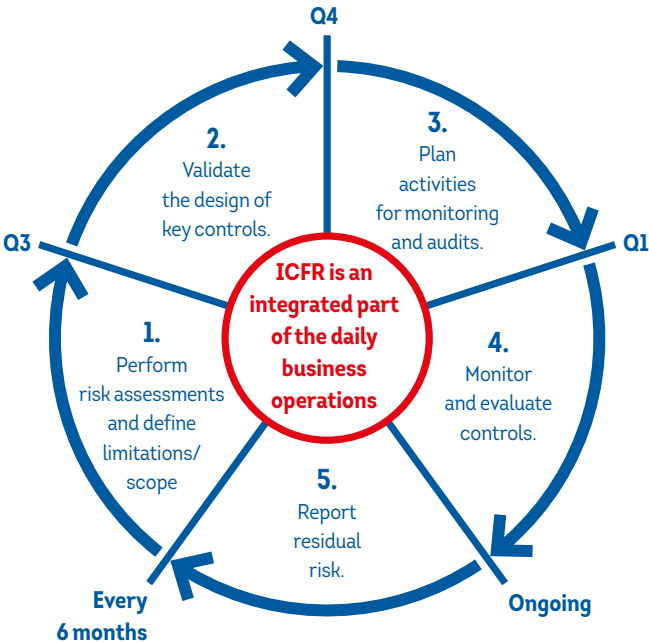 Q4
2.
Validate
the design of
key controls.
3.
Plan
activities
for monitoring
and audits.
Q3
Q1
ICFR is an
integrated part
of the daily
business
operations
1.
Perform
risk assessments
and define
limitations/
scope
4.
Monitor
and evaluate
controls.
5.
Report
residual
risk.
Every
6 months
Ongoing